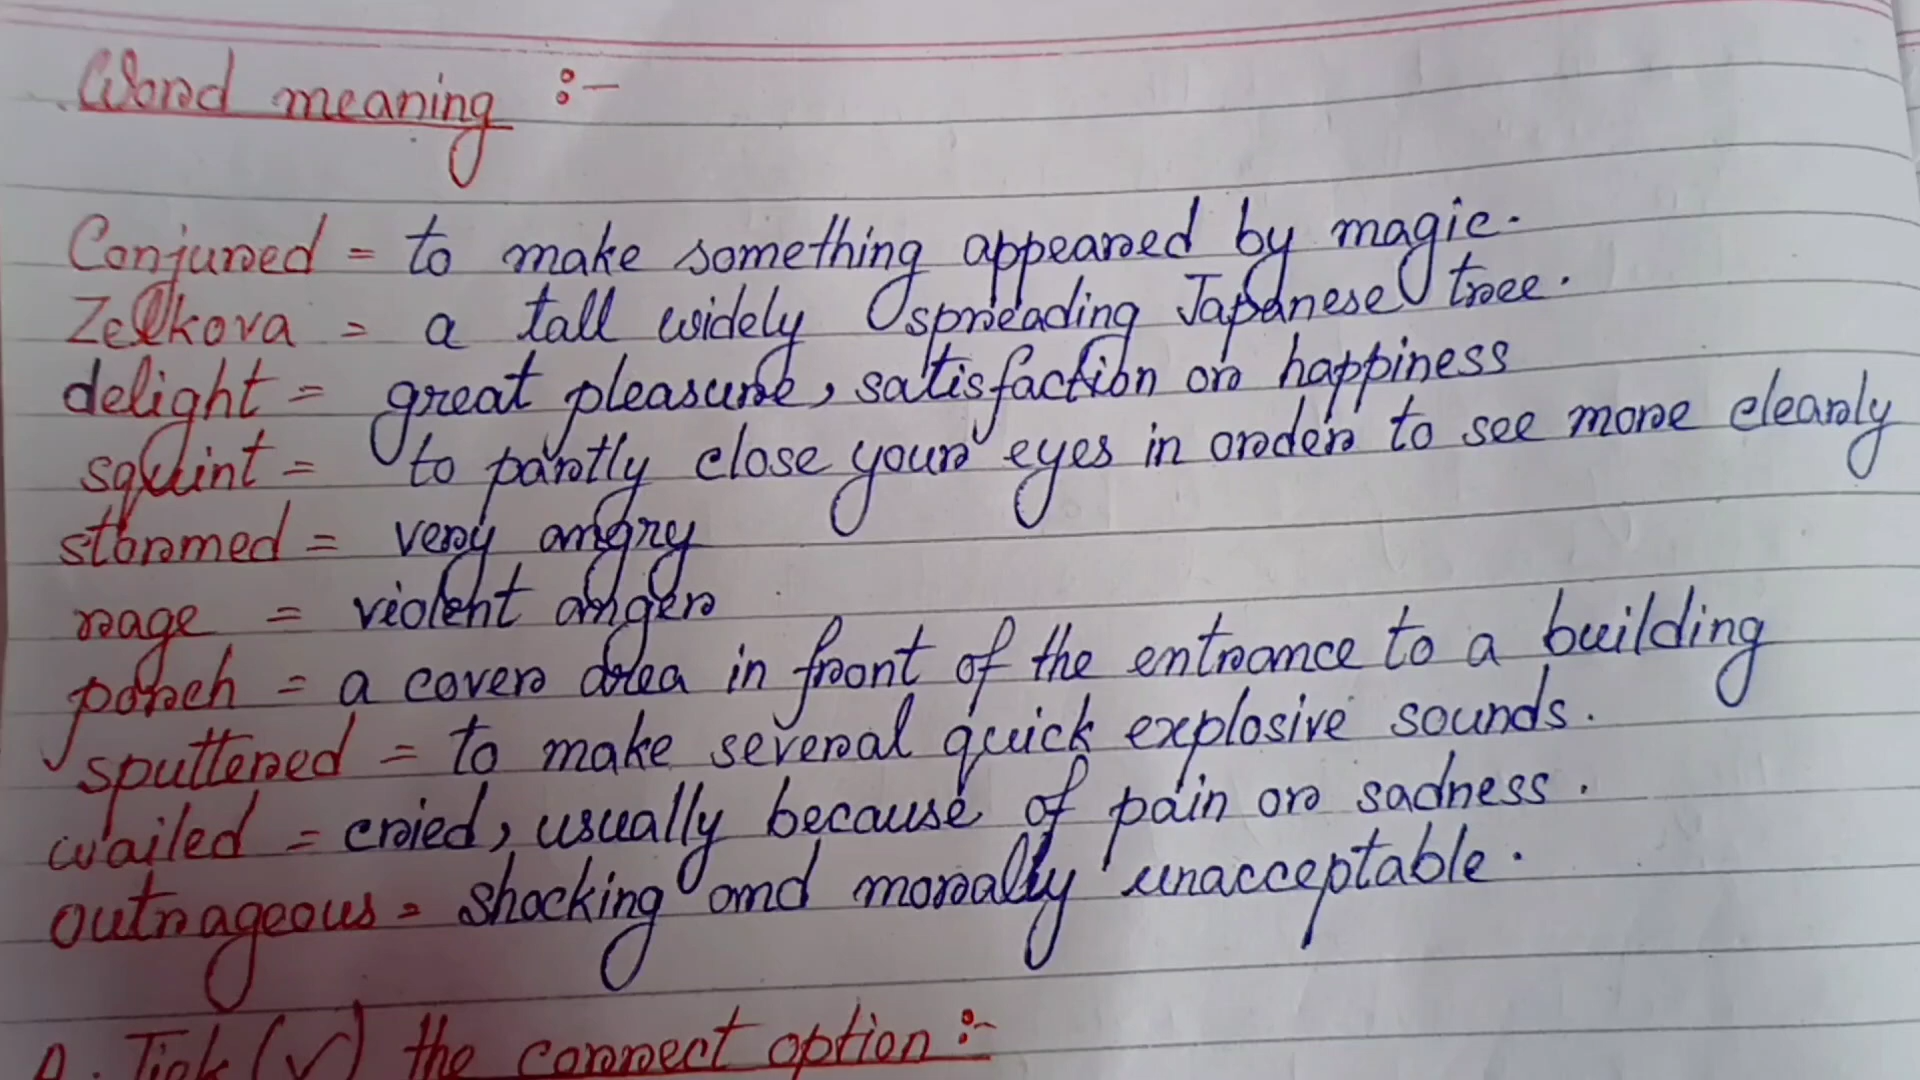 Word meaning :-
Conjured = to make something appeared by magic.
Zelkova = a tall widely spreading Japanese tree.
delight = great pleasure, satisfaction or happiness
squint = to partly close your eyes in order to see more clearly
stormed = very angry
rage = violent anger
porch = a cover area in front of the entrance to a building
sputtered = to make several quick explosive sounds.
wailed = cried, usually because of pain or sadness.
outrageous = shocking and morally unacceptable.
A. Tick (✓) the correct option :-